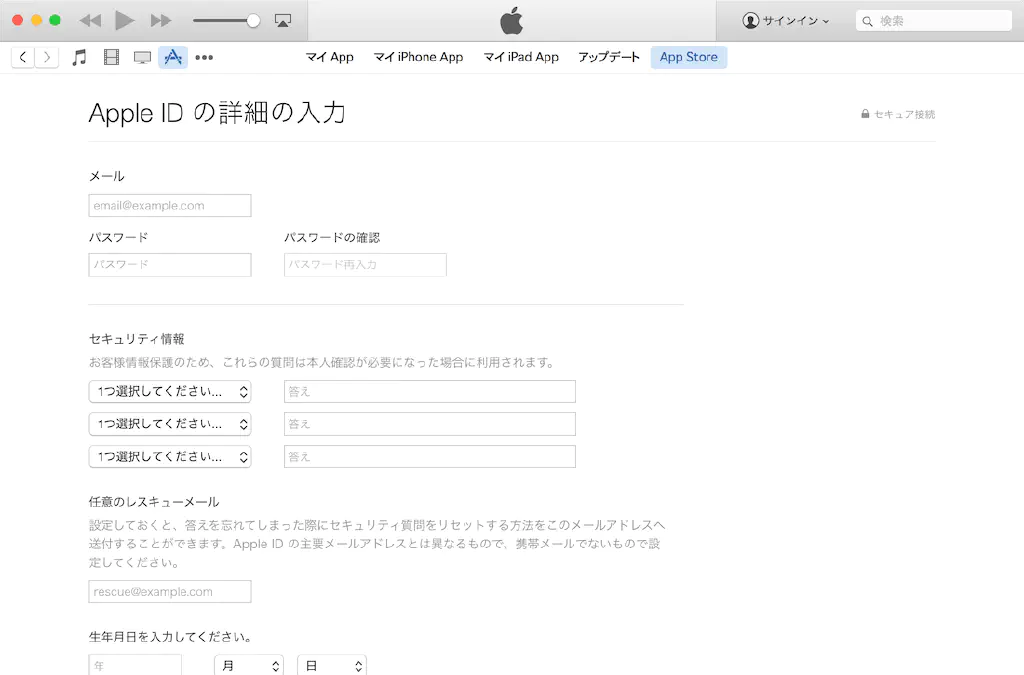 サインイン
検索
マイ App マイ iPhone App マイ iPad App アップデート App Store
Apple ID の詳細の入力
セキュア接続
メール
email@example.com
パスワード パスワードの確認
パスワード パスワード再入力
セキュリティ情報
お客様情報保護のため、これらの質問は本人確認が必要になった場合に利用されます。
1つ選択してください... 答え
1つ選択してください... 答え
1つ選択してください... 答え
任意のレスキューメール
設定しておくと、答えを忘れてしまった際にセキュリティ質問をリセットする方法をこのメールアドレスへ
送付することができます。Apple ID の主要メールアドレスとは異なるもので、携帯メールでないもので設
定してください。
rescue@example.com
生年月日を入力してください。
年 月 日